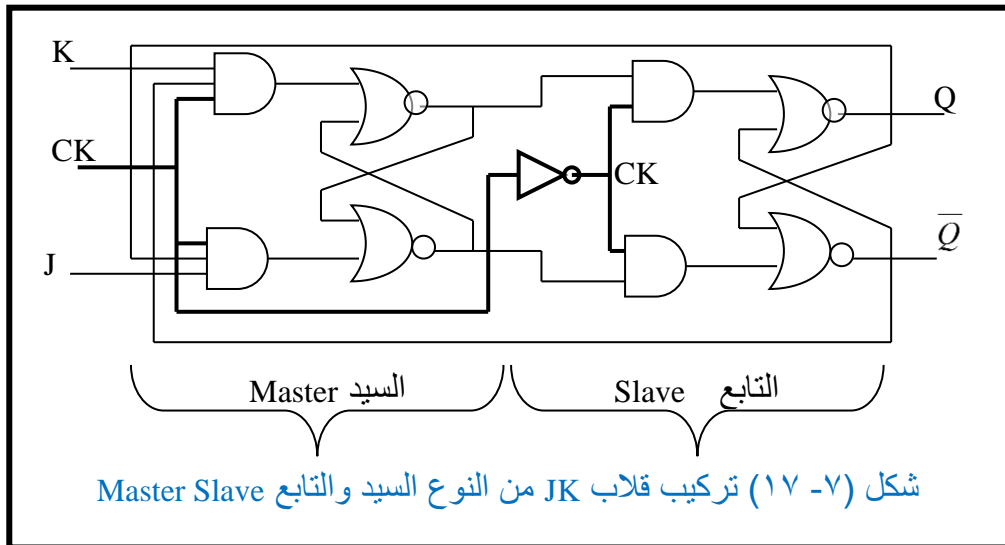 K
Q
CK
CK
J
Q̅
السيد Master
التابع Slave
شكل (٧- ١٧) تركيب قلاب JK من النوع السيد والتابع Master Slave